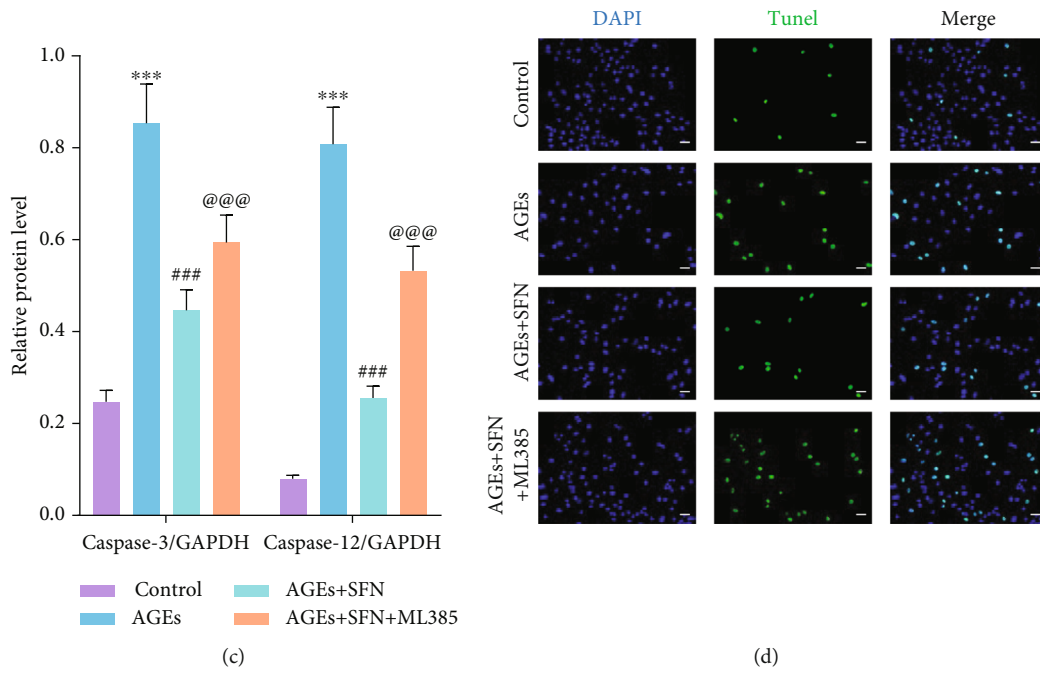 1.0
0.8
0.6
0.4
0.2
0.0
Relative protein level
***
###
@@@
***
###
@@@
Caspase-3/GAPDH
Caspase-12/GAPDH
Control
AGEs+SFN
AGEs
AGEs+SFN+ML385
(c)
DAPI
Tunel
Merge
Control
AGEs
AGEs+SFN
AGEs+SFN
+ML385
(d)